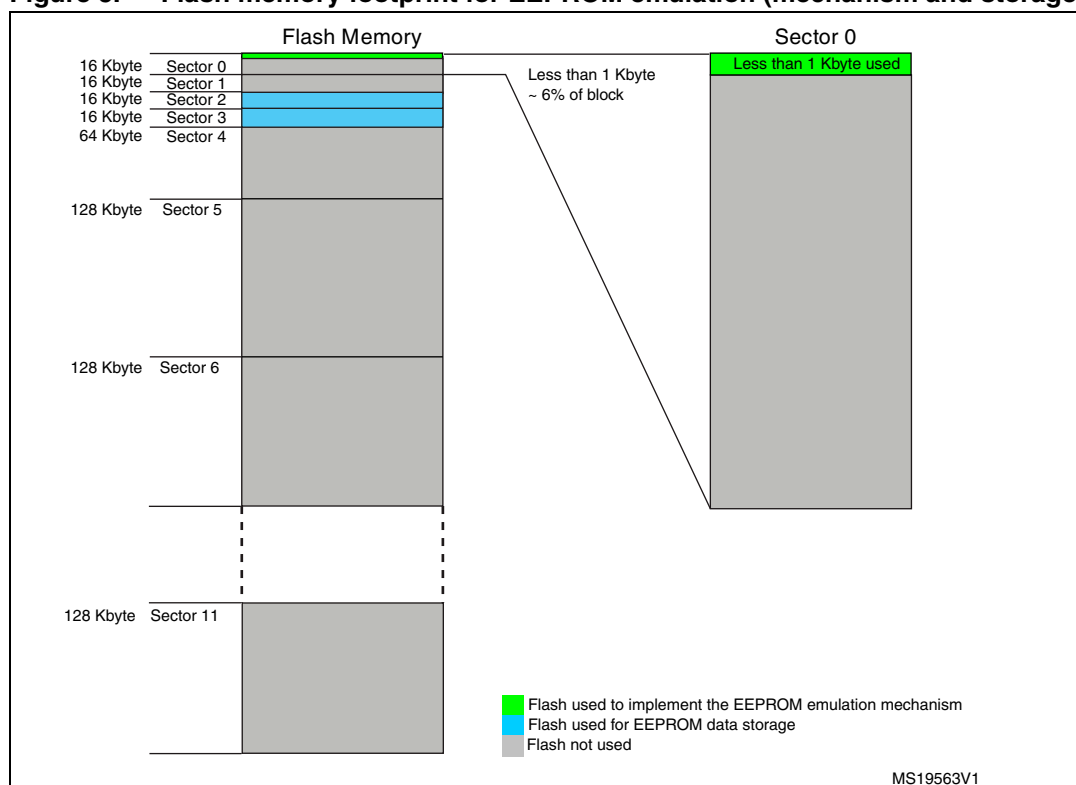 Flash Memory
Sector 0
16 Kbyte Sector 0
16 Kbyte Sector 1
16 Kbyte Sector 2
16 Kbyte Sector 3
64 Kbyte Sector 4
Less than 1 Kbyte
~ 6% of block
Less than 1 Kbyte used
128 Kbyte Sector 5
128 Kbyte Sector 6
128 Kbyte Sector 11
Flash used to implement the EEPROM emulation mechanism
Flash used for EEPROM data storage
Flash not used
MS19563V1